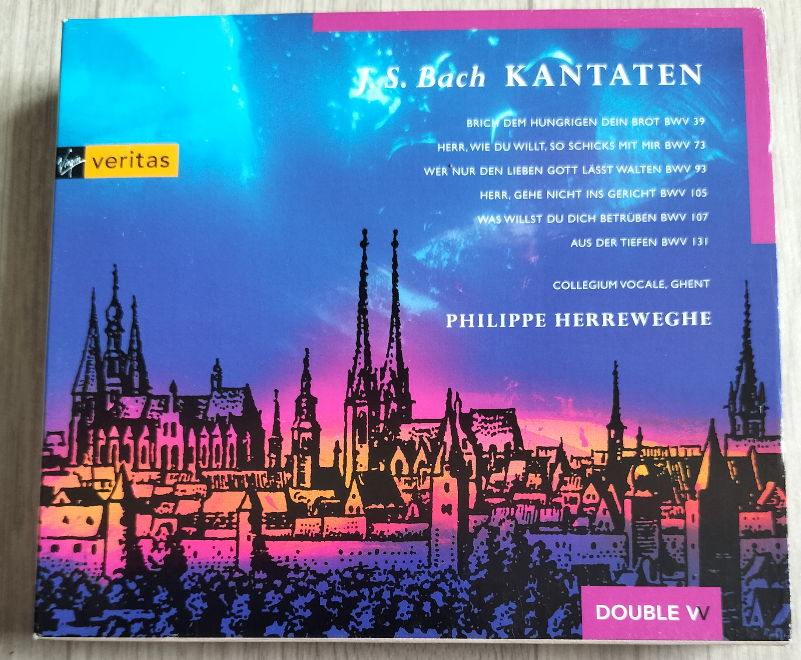 J. S. Bach KANTATEN
BRICH DEM HUNGRIGEN DEIN BROT BWV 39
HERR, WIE DU WILLT, SO SCHICKS MIT MIR BWV 73
WER NUR DEN LIEBEN GOTT LÄSST WALTEN BWV 93
HERR, GEHE NICHT INS GERICHT BWV 105
WAS WILLST DU DICH BETRÜBEN BWV 107
AUS DER TIEFEN BWV 131
Virgin veritas
COLLEGIUM VOCALE, GHENT
PHILIPPE HERREWEGHE
DOUBLE VV